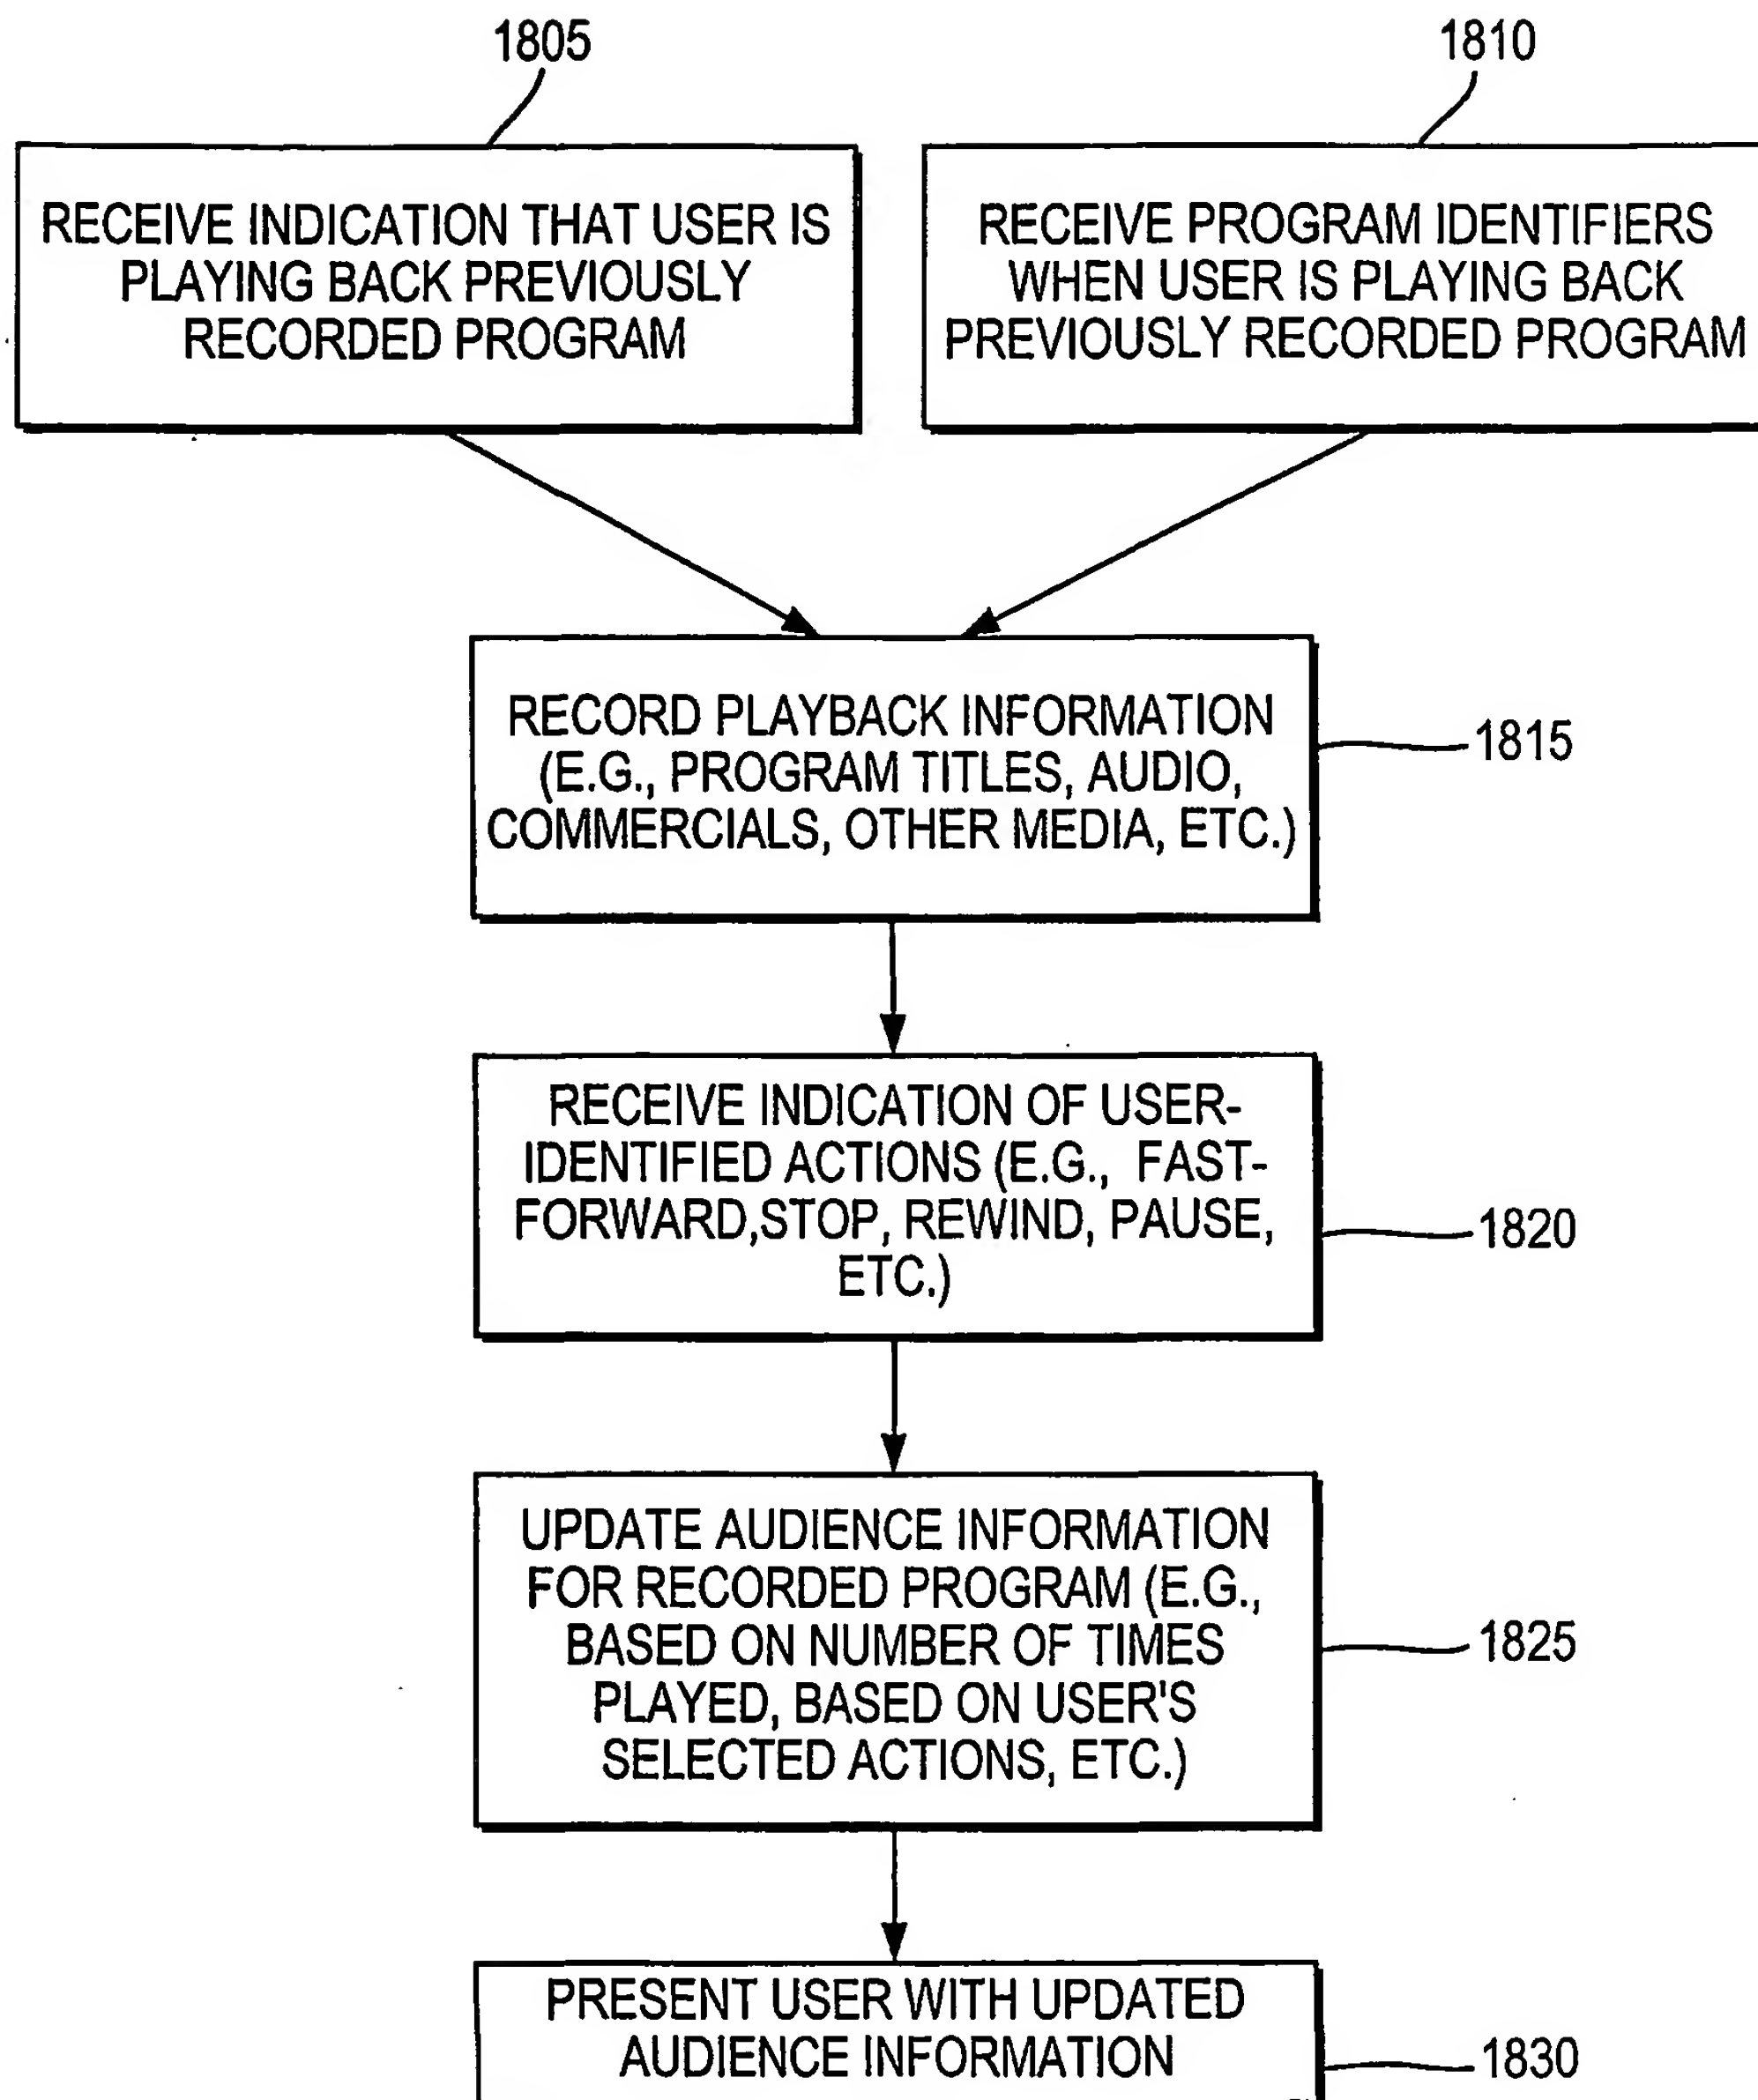 1805
1810
RECEIVE INDICATION THAT USER IS
PLAYING BACK PREVIOUSLY
RECORDED PROGRAM
RECEIVE PROGRAM IDENTIFIERS
WHEN USER IS PLAYING BACK
PREVIOUSLY RECORDED PROGRAM
RECORD PLAYBACK INFORMATION
(E.G., PROGRAM TITLES, AUDIO,
COMMERCIALS, OTHER MEDIA, ETC.)
1815
RECEIVE INDICATION OF USER-
IDENTIFIED ACTIONS (E.G., FAST-
FORWARD,STOP, REWIND, PAUSE,
ETC.)
1820
UPDATE AUDIENCE INFORMATION
FOR RECORDED PROGRAM (E.G.,
BASED ON NUMBER OF TIMES
PLAYED, BASED ON USER'S
SELECTED ACTIONS, ETC.)
1825
PRESENT USER WITH UPDATED
AUDIENCE INFORMATION
1830